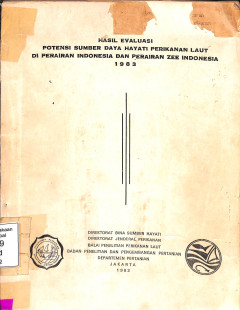 HASIL EVALUASI
POTENSI SUMBER DAYA HAYATI PERIKANAN LAUT
DI PERAIRAN INDONESIA DAN PERAIRAN ZEE INDONESIA
1983
DIREKTORAT BINA SUMBER HAYATI
DIREKTORAT JENDERAL PERIKANAN
BALAI PENELITIAN PERIKANAN LAUT
BADAN PENELITIAN DAN PENGEMBANGAN PERTANIAN
DEPARTEMEN PERTANIAN
JAKARTA
1983